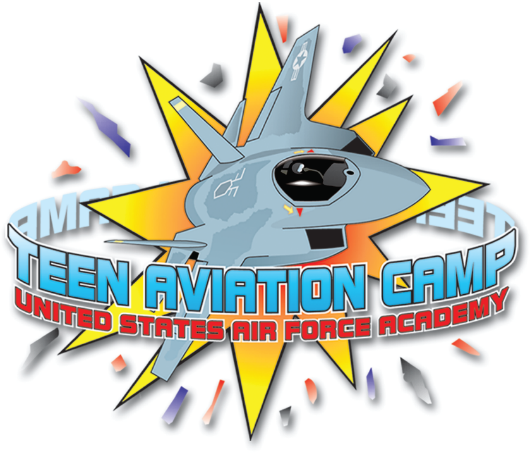 TEEN AVIATION CAMP
UNITED STATES AIR FORCE ACADEMY